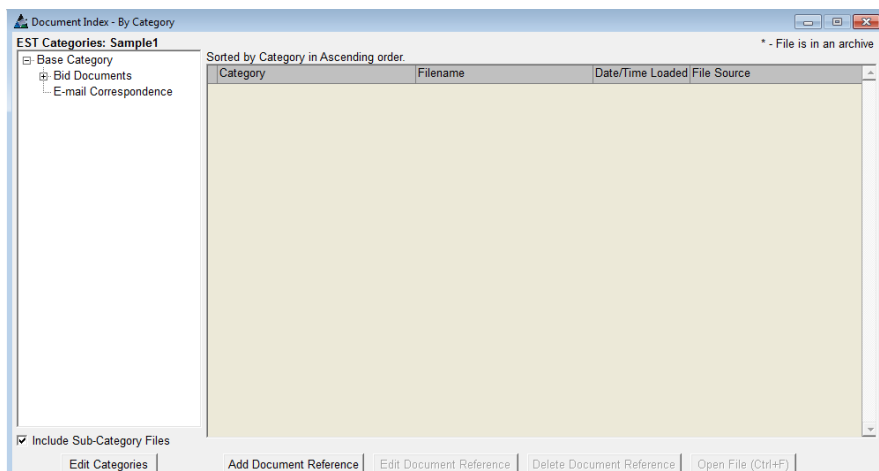 Document Index - By Category
EST Categories: Sample1
* - File is in an archive
Base Category
Bid Documents
E-mail Correspondence
Sorted by Category in Ascending order.
Category Filename Date/Time Loaded File Source
Include Sub-Category Files
Edit Categories Add Document Reference Edit Document Reference Delete Document Reference Open File (Ctrl+F)